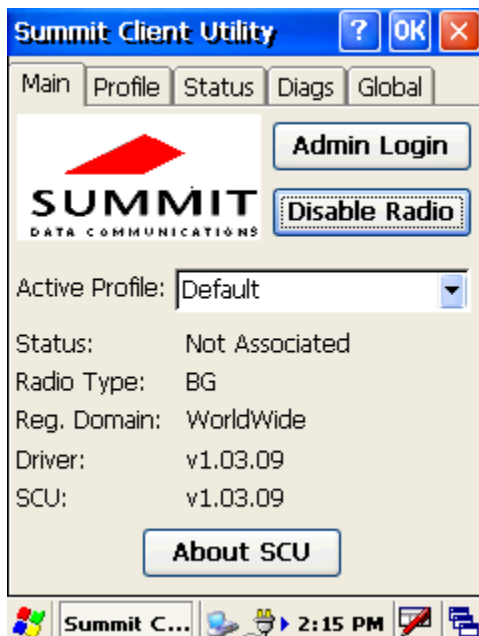 Summit Client Utility ? OK
Main Profile Status Diags Global
SUMMIT
DATA COMMUNICATIONS
Admin Login
Disable Radio
Active Profile: Default
Status: Not Associated
Radio Type: BG
Reg. Domain: WorldWide
Driver: v1.03.09
SCU: v1.03.09
About SCU
Summit C... 2:15 PM